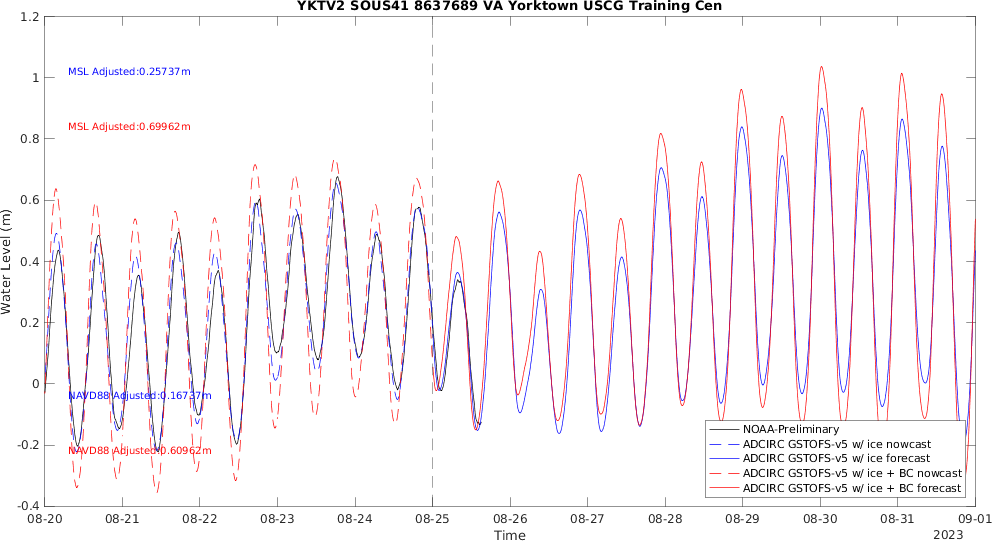 YKTV2 SOUS41 8637689 VA Yorktown USCG Training Cen
1.2
1
0.8
0.6
0.4
0.2
0
-0.2
-0.4
Water Level (m)
MSL Adjusted:0.25737m
MSL Adjusted:0.69962m
NAVD88 Adjusted:0.16737m
NAVD88 Adjusted:0.60962m
NOAA-Preliminary
ADCIRC GSTOFS-v5 w/ ice nowcast
ADCIRC GSTOFS-v5 w/ ice forecast
ADCIRC GSTOFS-v5 w/ ice + BC nowcast
ADCIRC GSTOFS-v5 w/ ice + BC forecast
08-20 08-21 08-22 08-23 08-24 08-25 08-26 08-27 08-28 08-29 08-30 08-31 09-01
Time
2023